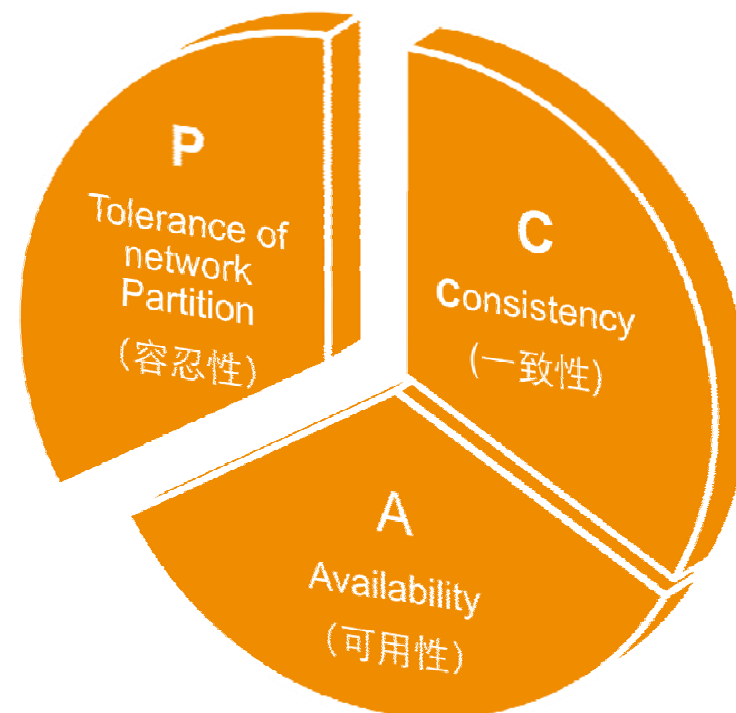 P
Tolerance of
network
Partition
(容忍性)
C
Consistency
(一致性)
A
Availability
(可用性)